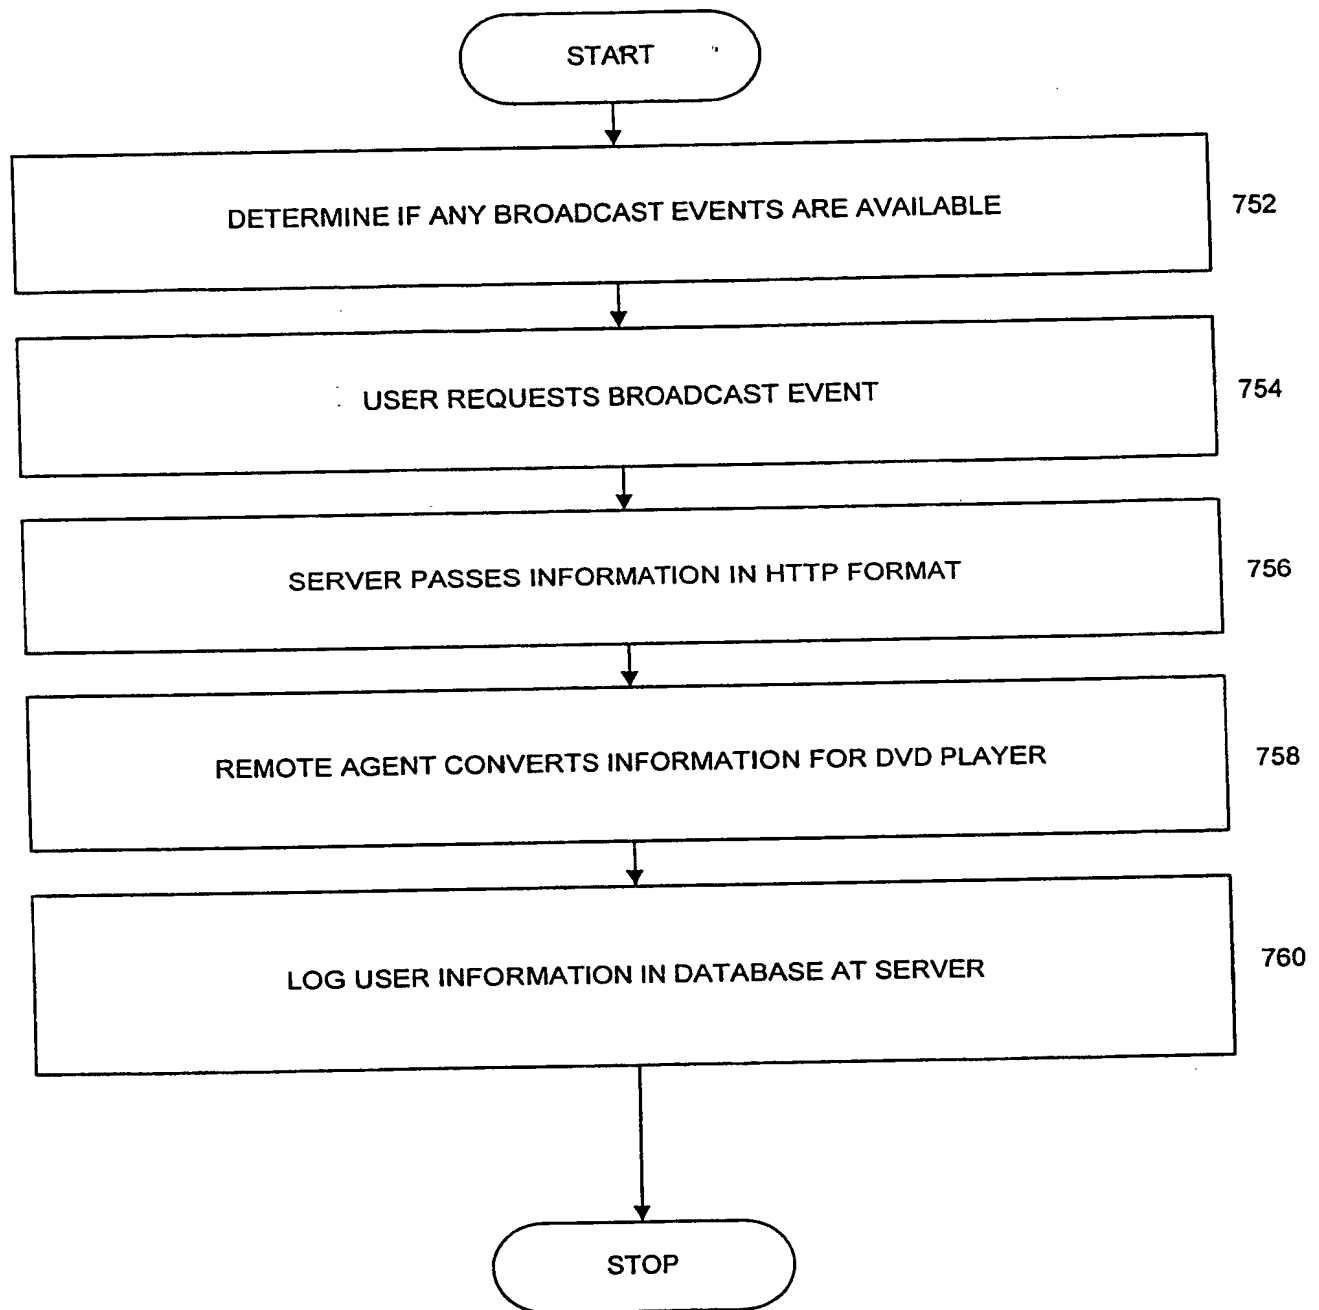 START
DETERMINE IF ANY BROADCAST EVENTS ARE AVAILABLE
752
USER REQUESTS BROADCAST EVENT
754
SERVER PASSES INFORMATION IN HTTP FORMAT
756
REMOTE AGENT CONVERTS INFORMATION FOR DVD PLAYER
758
LOG USER INFORMATION IN DATABASE AT SERVER
760
STOP